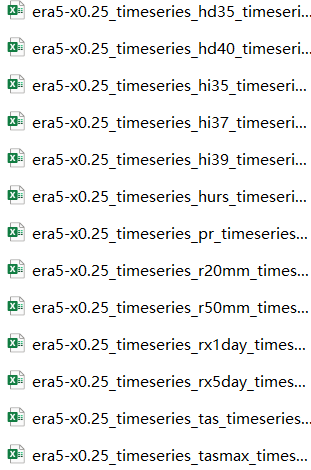 era5-x0.25_timeseries_hd35_timeseri...
era5-x0.25_timeseries_hd40_timeseri...
era5-x0.25_timeseries_hi35_timeseri...
era5-x0.25_timeseries_hi37_timeseri...
era5-x0.25_timeseries_hi39_timeseri...
era5-x0.25_timeseries_hurs_timeseri...
era5-x0.25_timeseries_pr_timeseries...
era5-x0.25_timeseries_r20mm_times...
era5-x0.25_timeseries_r50mm_times...
era5-x0.25_timeseries_rx1day_times...
era5-x0.25_timeseries_rx5day_times...
era5-x0.25_timeseries_tas_timeseries...
era5-x0.25_timeseries_tasmax_times...